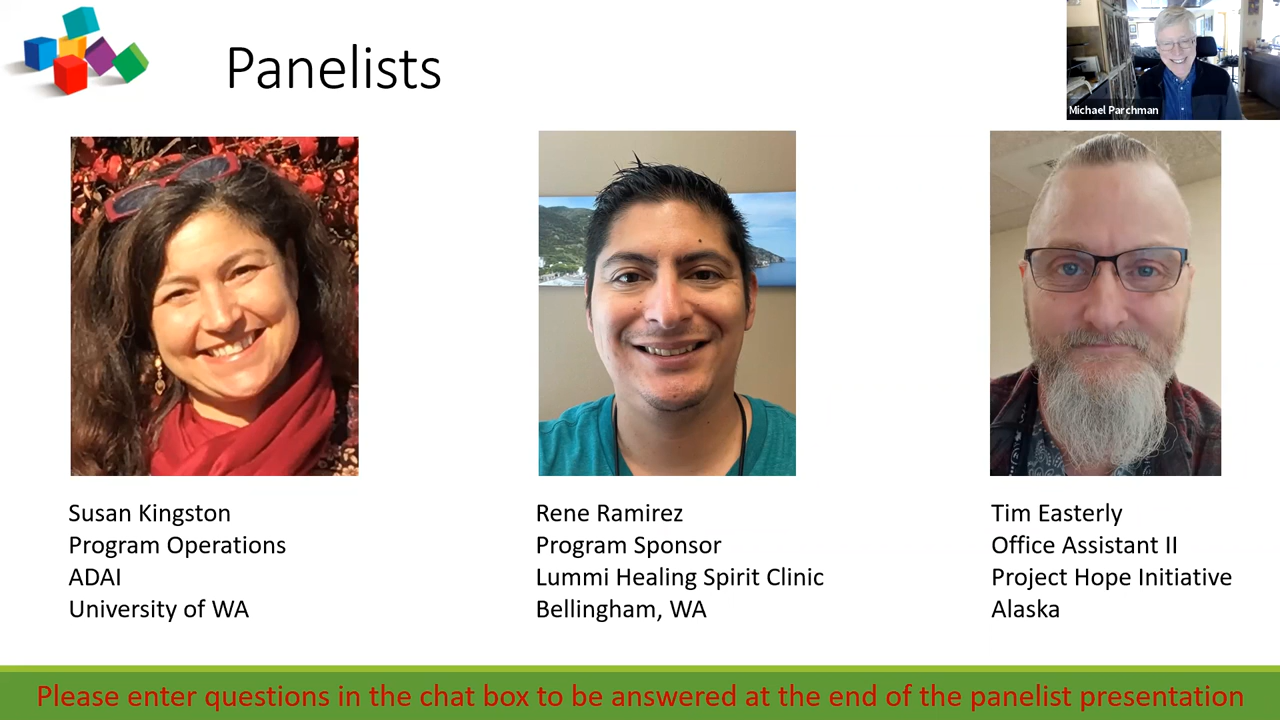 Panelists
Michael Parchman
Susan Kingston
Program Operations
ADAI
University of WA
Rene Ramirez
Program Sponsor
Lummi Healing Spirit Clinic
Bellingham, WA
Tim Easterly
Office Assistant II
Project Hope Initiative
Alaska
Please enter questions in the chat box to be answered at the end of the panelist presentation